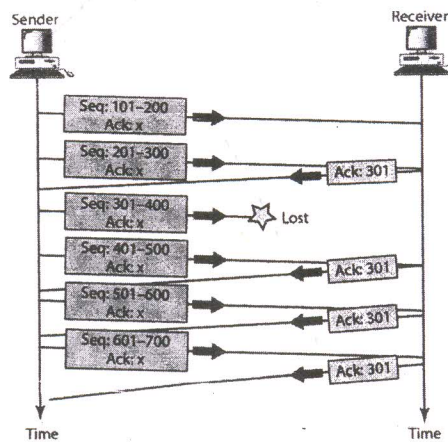 Sender
Receiver
Seq: 101–200
Ack: x
Seq: 201–300
Ack: x
Ack: 301
Seq: 301–400
Ack: x
Lost
Seq: 401–500
Ack: x
Ack: 301
Seq: 501–600
Ack: x
Ack: 301
Seq: 601–700
Ack: x
Ack: 301
Time
Time